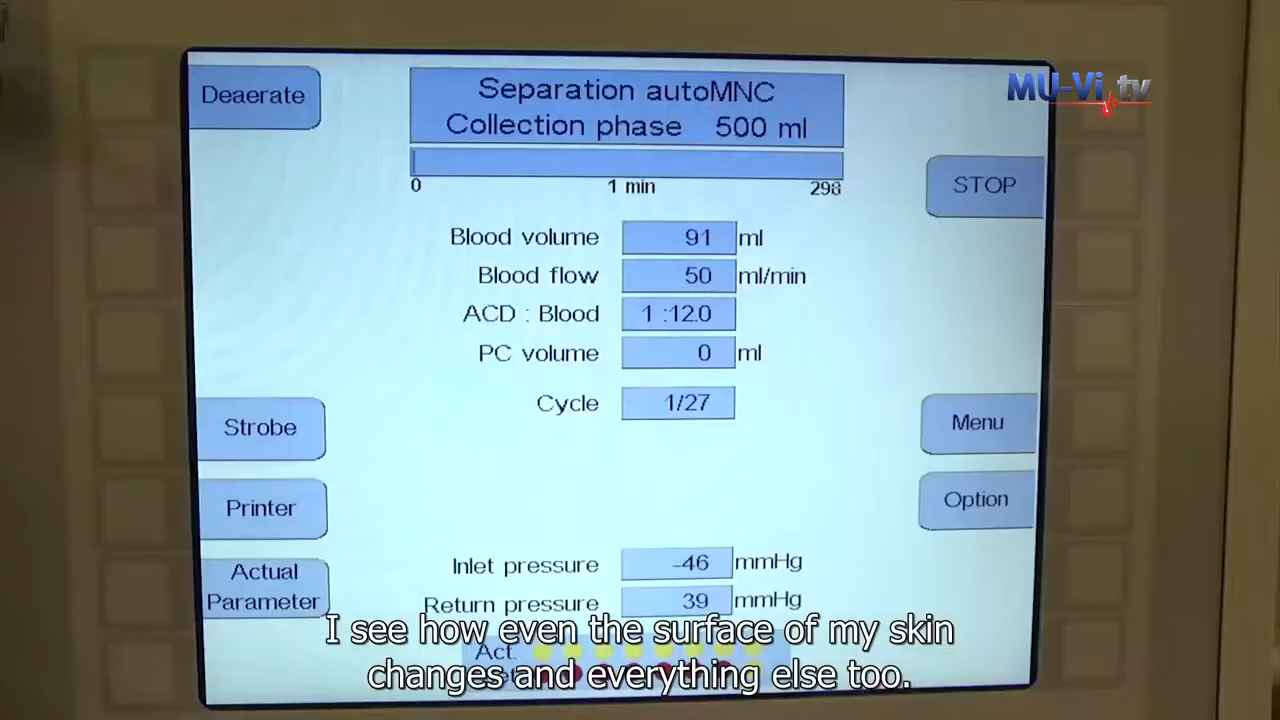 MU-Vi.tv
Deaerate
Separation autoMNC
Collection phase 500 ml
0 1 min 298
STOP
Blood volume 91 ml
Blood flow 50 ml/min
ACD : Blood 1 :12.0
PC volume 0 ml
Cycle 1/27
Strobe
Menu
Printer
Option
Actual
Parameter
Inlet pressure -46 mmHg
Return pressure 39 mmHg
Act.
I see how even the surface of my skin
changes and everything else too.